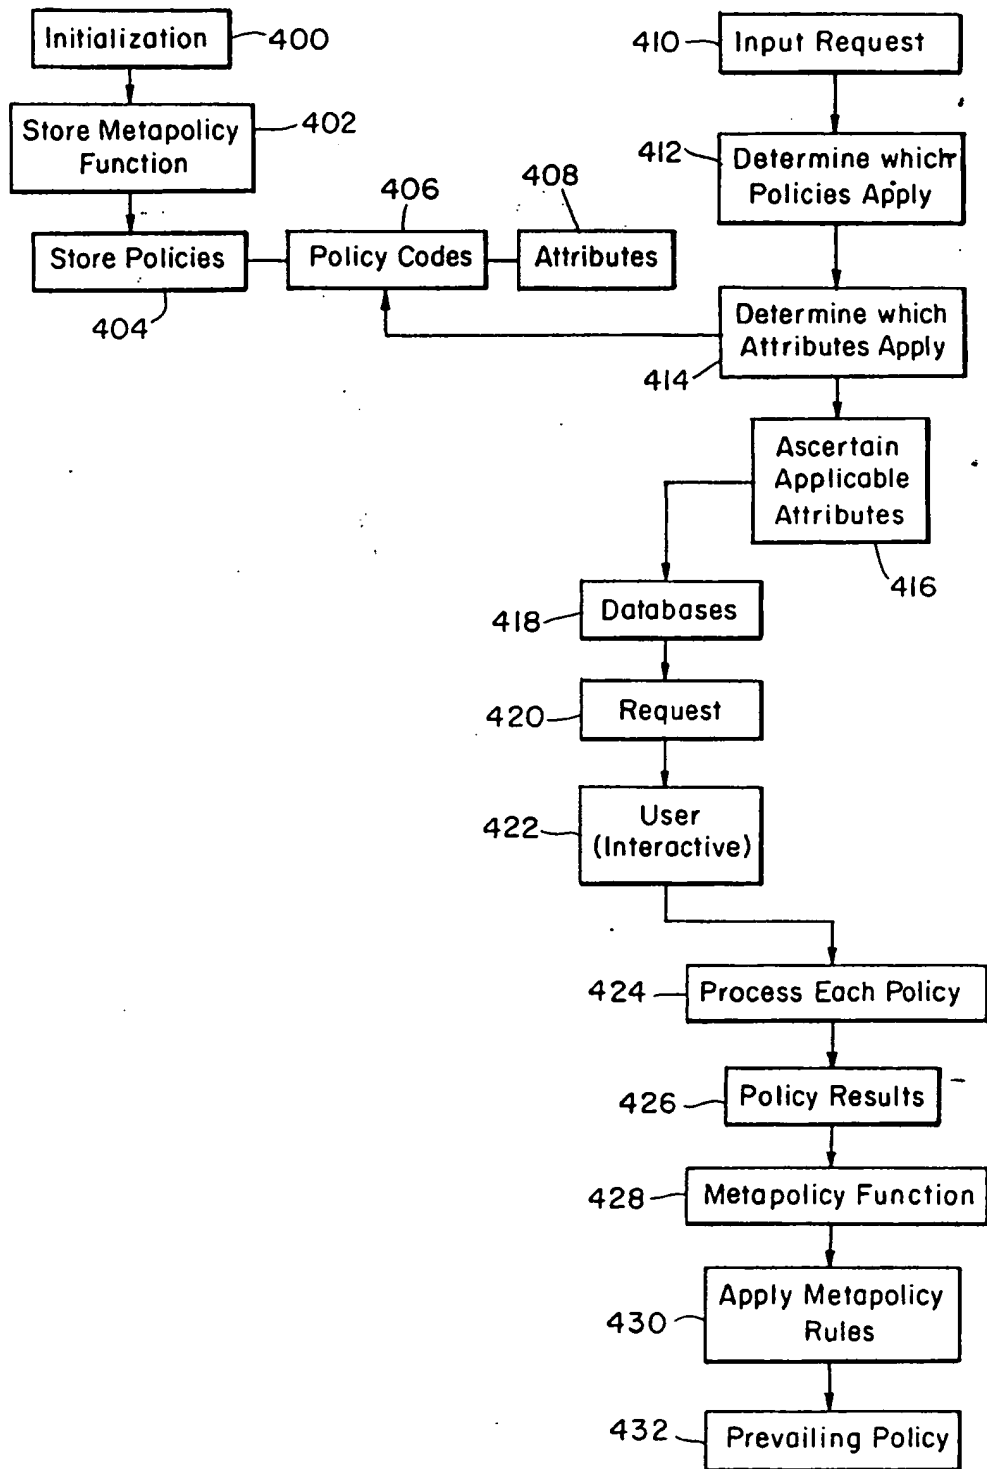 Initialization
400
Store Metapolicy
Function
402
Store Policies
404
406
Policy Codes
408
Attributes
410
Input Request
412
Determine which
Policies Apply
Determine which
Attributes Apply
414
Ascertain
Applicable
Attributes
416
418
Databases
420
Request
422
User
(Interactive)
424
Process Each Policy
426
Policy Results
428
Metapolicy Function
430
Apply Metapolicy
Rules
432
Prevailing Policy